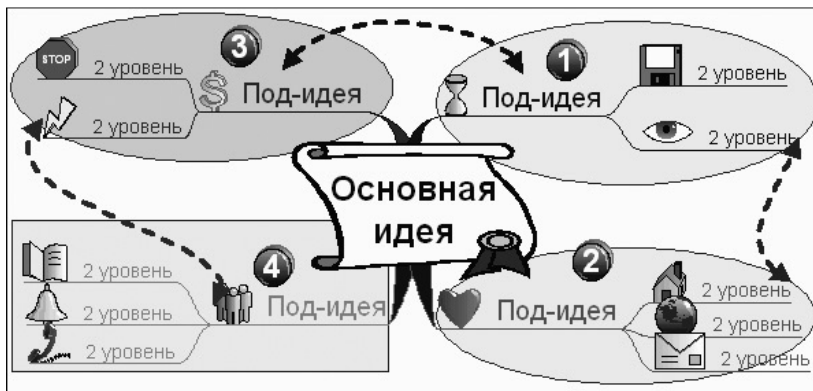 3
STOP
2 уровень
Под-идея
2 уровень
1
2 уровень
Под-идея
2 уровень
Основная
идея
4
2 уровень
Под-идея
2 уровень
2 уровень
2
2 уровень
Под-идея
2 уровень
2 уровень